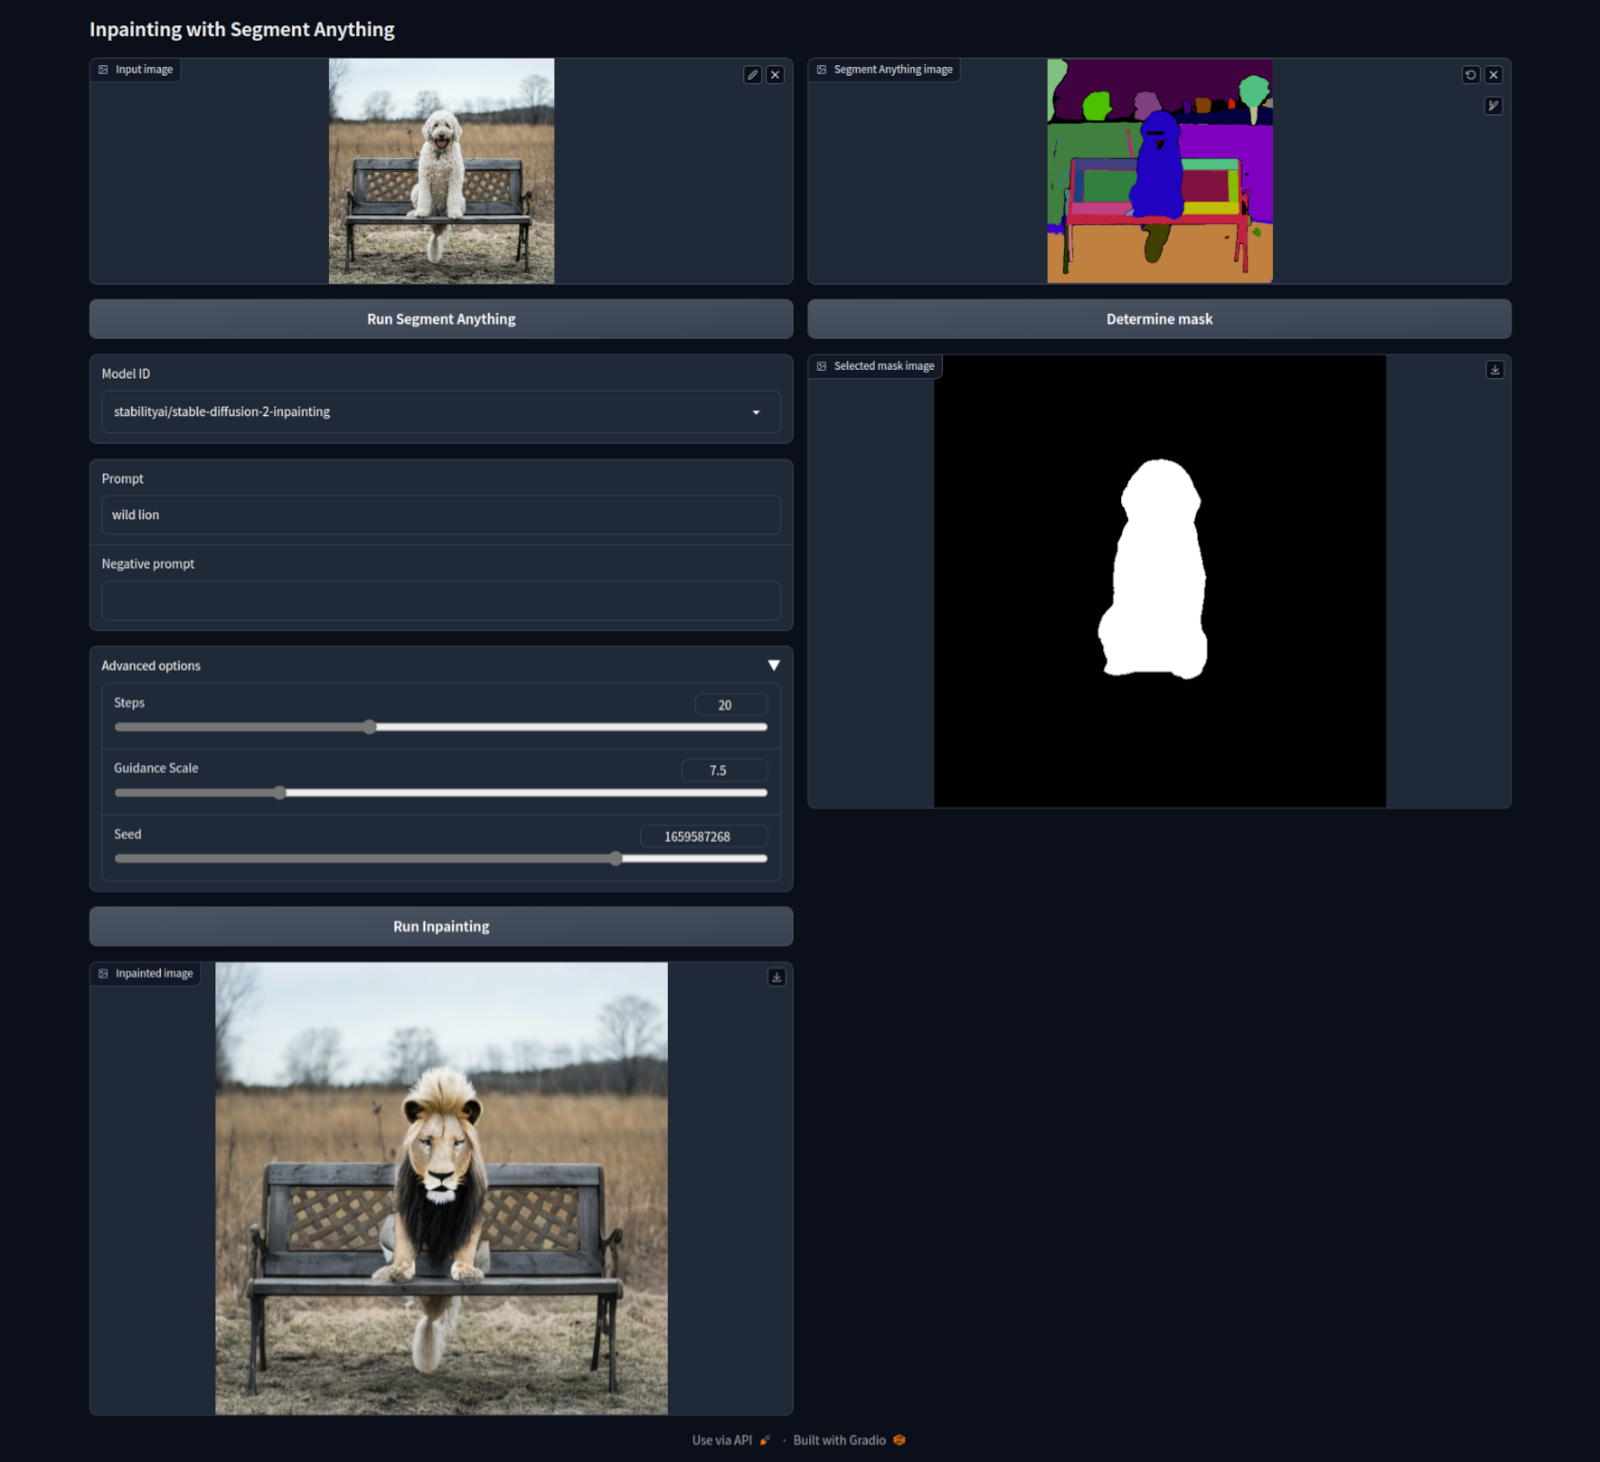 Inpainting with Segment Anything
Input image
Segment Anything image
Run Segment Anything
Determine mask
Model ID
stabilityai/stable-diffusion-2-inpainting
Selected mask image
Prompt
wild lion
Negative prompt
Advanced options
Steps
20
Guidance Scale
7.5
Seed
1659587268
Run Inpainting
Inpainted image
Use via API · Built with Gradio